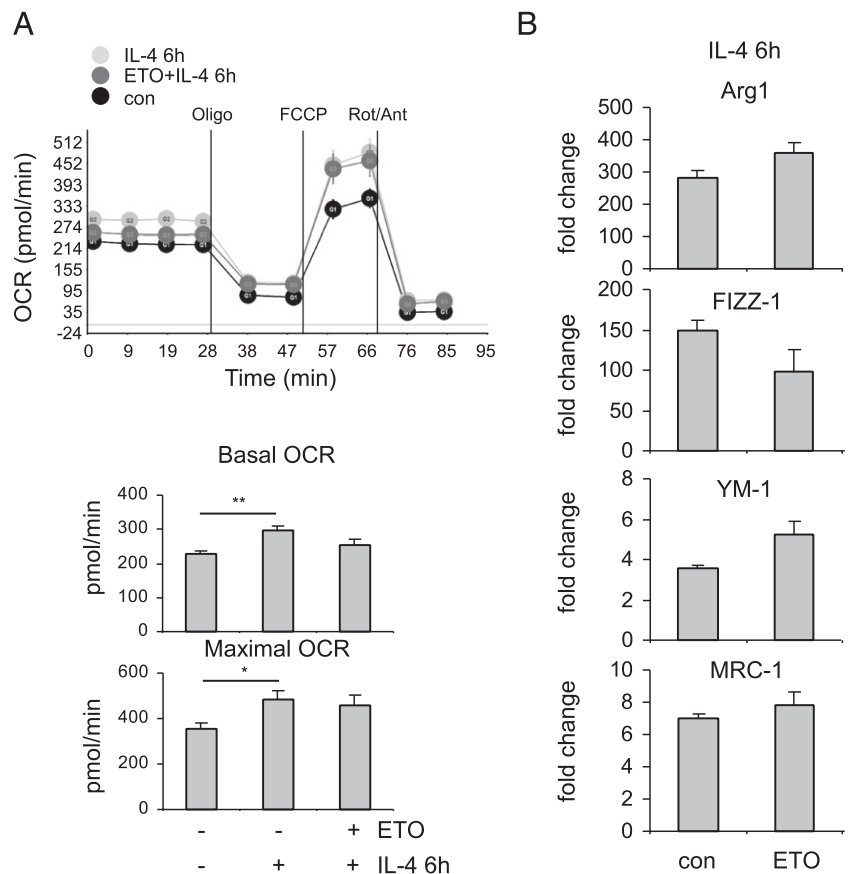 A
IL-4 6h
ETO+IL-4 6h
con
Oligo FCCP Rot/Ant
OCR (pmol/min)
512
452
393
333
274
214
155
95
35
-24
0 9 19 28 38 47 57 66 76 85 95
Time (min)
Basal OCR
pmol/min
400
300
200
100
0
**
Maximal OCR
pmol/min
600
400
200
0
*
- - + ETO
- + + IL-4 6h
B
IL-4 6h
Arg1
fold change
500
400
300
200
100
0
FIZZ-1
fold change
150
100
50
0
YM-1
fold change
8
6
4
2
0
MRC-1
fold change
10
8
6
4
2
0
con ETO